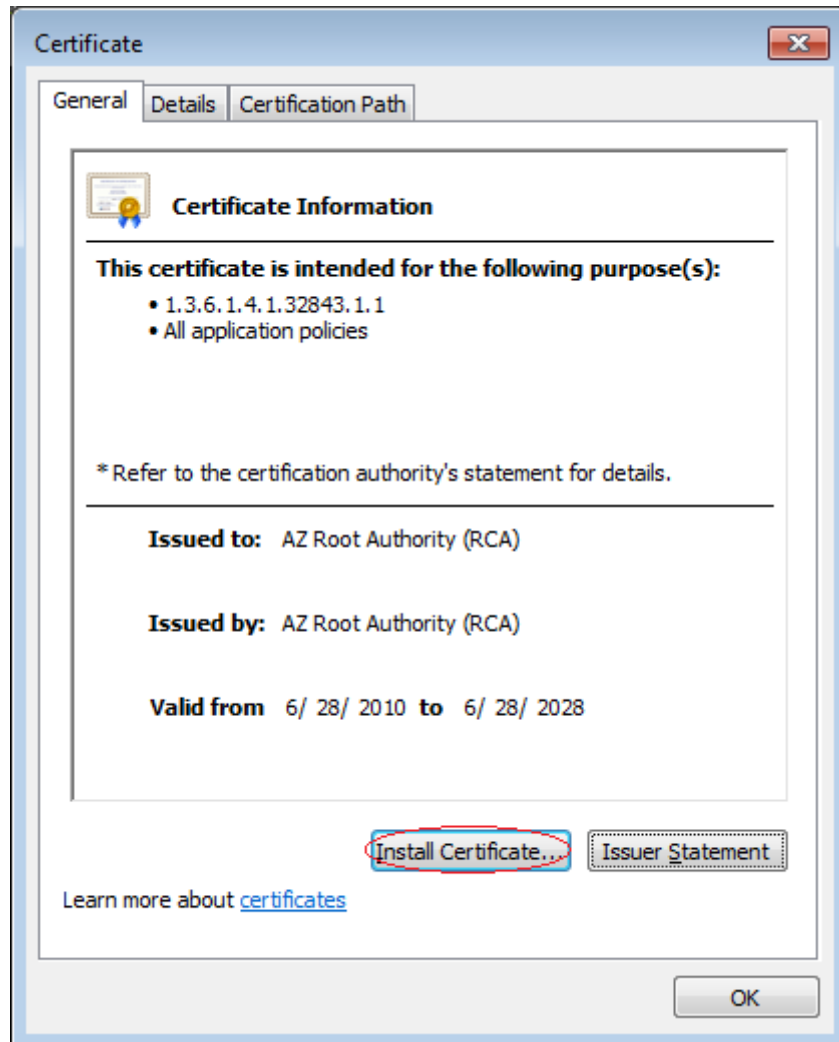 Certificate
General Details Certification Path
Certificate Information
This certificate is intended for the following purpose(s):
• 1.3.6.1.4.1.32843.1.1
• All application policies
* Refer to the certification authority's statement for details.
Issued to: AZ Root Authority (RCA)
Issued by: AZ Root Authority (RCA)
Valid from 6/ 28/ 2010 to 6/ 28/ 2028
Install Certificate... Issuer Statement
Learn more about certificates
OK